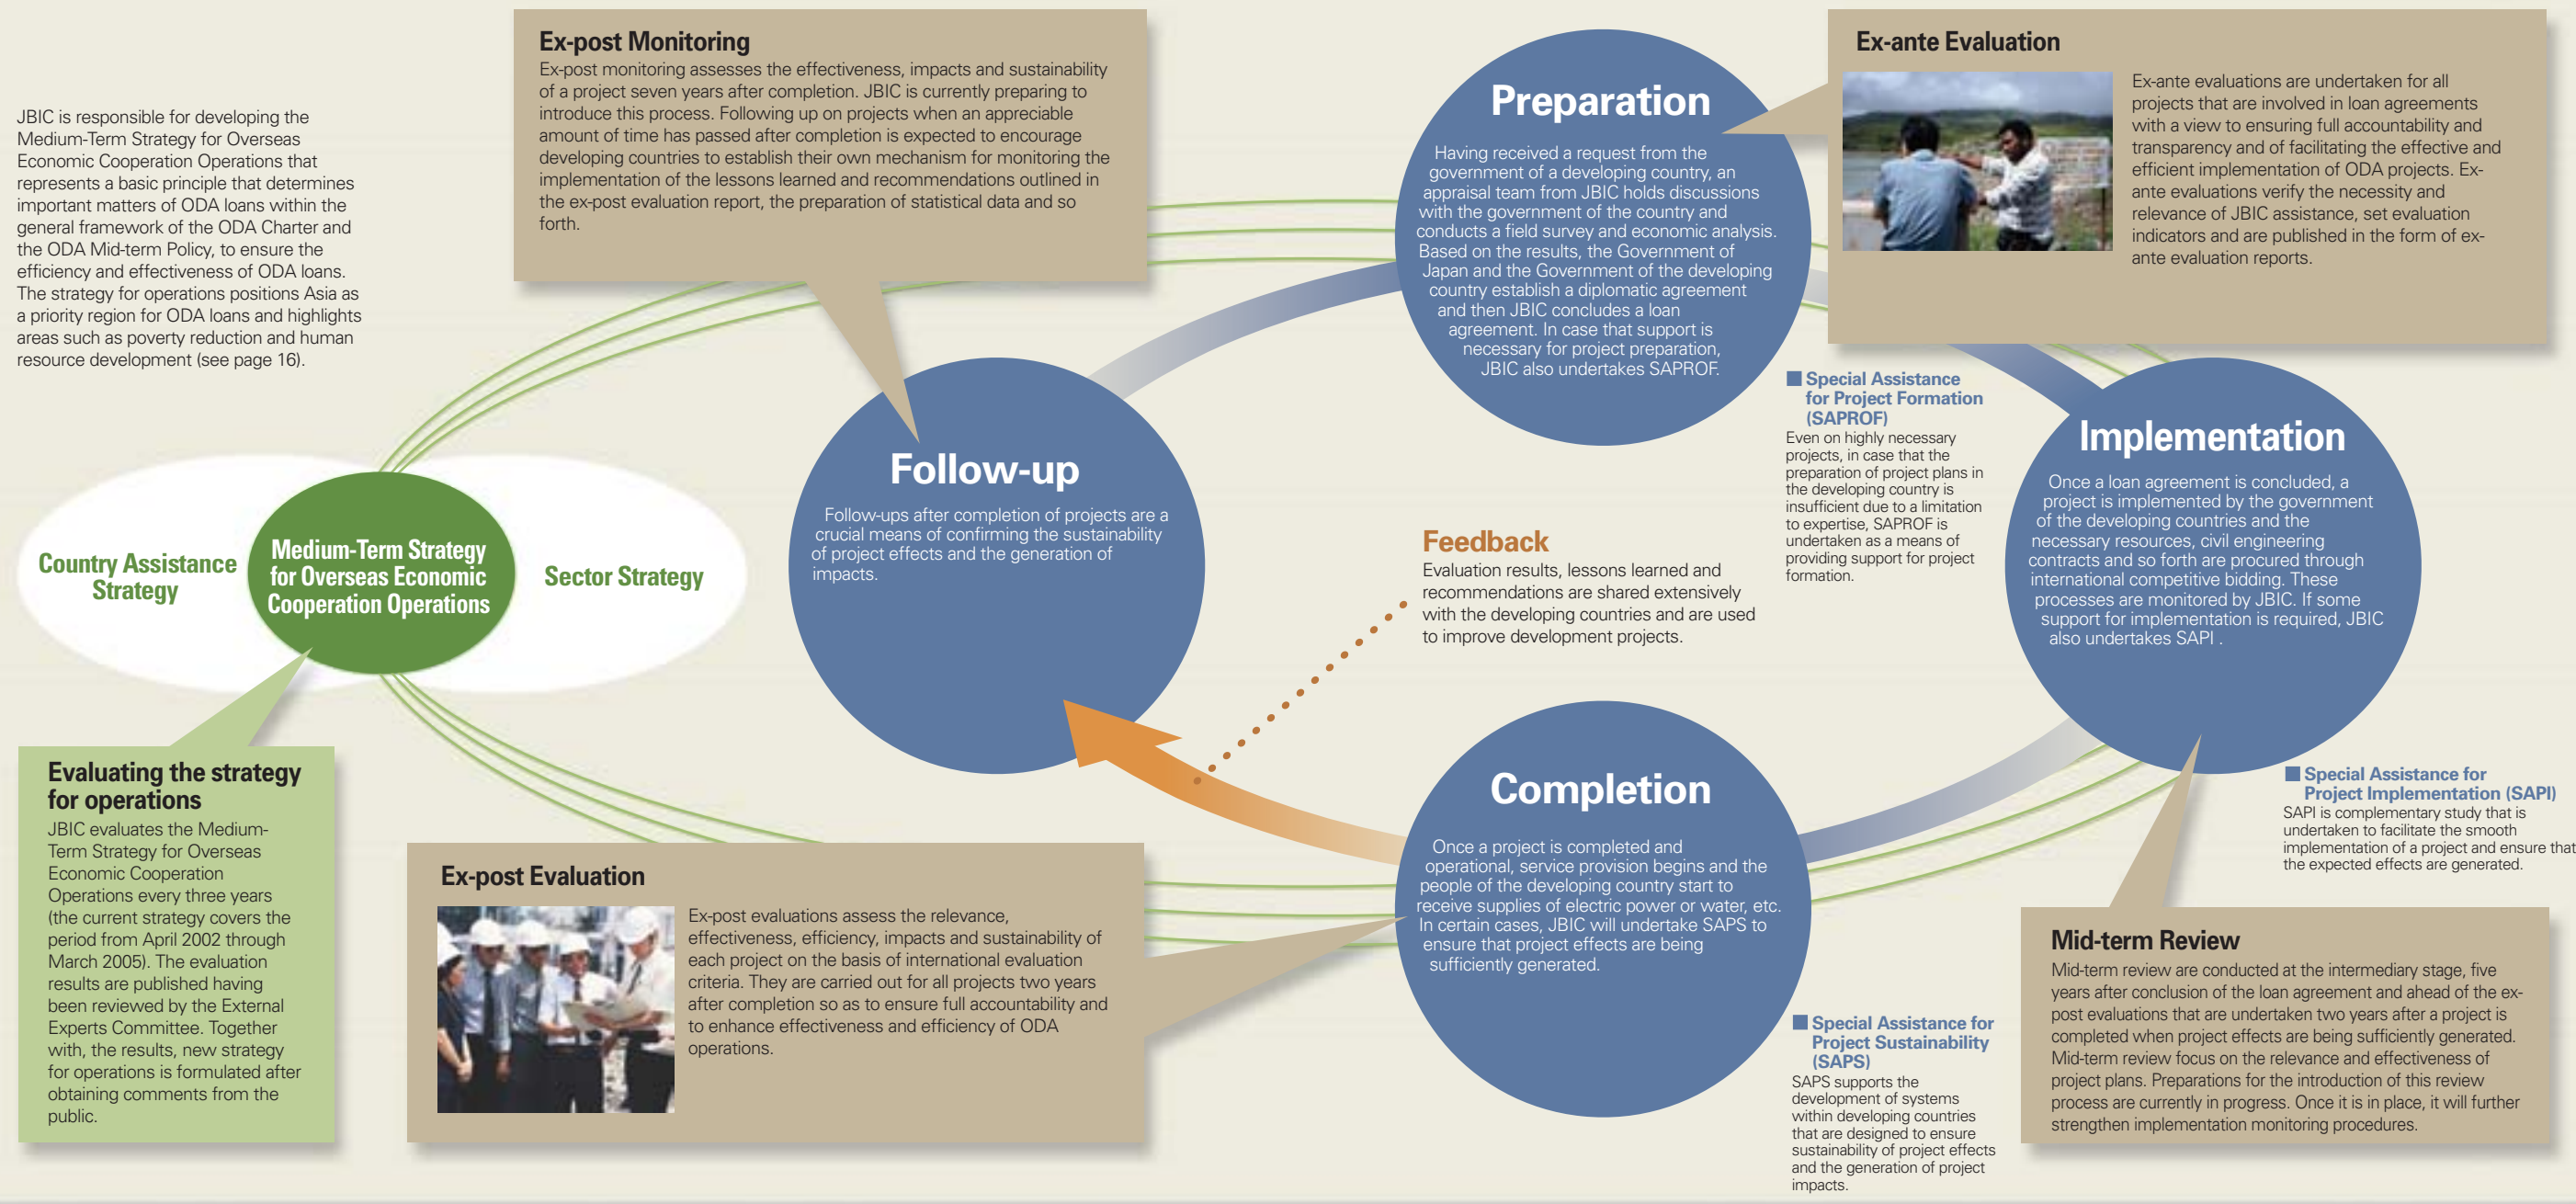 JBIC is responsible for developing the
Medium-Term Strategy for Overseas
Economic Cooperation Operations that
represents a basic principle that determines
important matters of ODA loans within the
general framework of the ODA Charter and
the ODA Mid-term Policy, to ensure the
efficiency and effectiveness of ODA loans.
The strategy for operations positions Asia as
a priority region for ODA loans and highlights
areas such as poverty reduction and human
resource development (see page 16).
Country Assistance
Strategy
Medium-Term Strategy
for Overseas Economic
Cooperation Operations
Sector Strategy
Evaluating the strategy
for operations
JBIC evaluates the Medium-
Term Strategy for Overseas
Economic Cooperation
Operations every three years
(the current strategy covers the
period from April 2002 through
March 2005). The evaluation
results are published having
been reviewed by the External
Experts Committee. Together
with, the results, new strategy
for operations is formulated after
obtaining comments from the
public.
Ex-post Monitoring
Ex-post monitoring assesses the effectiveness, impacts and sustainability
of a project seven years after completion. JBIC is currently preparing to
introduce this process. Following up on projects when an appreciable
amount of time has passed after completion is expected to encourage
developing countries to establish their own mechanism for monitoring the
implementation of the lessons learned and recommendations outlined in
the ex-post evaluation report, the preparation of statistical data and so
forth.
Follow-up
Follow-ups after completion of projects are a
crucial means of confirming the sustainability
of project effects and the generation of
impacts.
Ex-post Evaluation
Ex-post evaluations assess the relevance,
effectiveness, efficiency, impacts and sustainability of
each project on the basis of international evaluation
criteria. They are carried out for all projects two years
after completion so as to ensure full accountability and
to enhance effectiveness and efficiency of ODA
operations.
Preparation
Having received a request from the
government of a developing country, an
appraisal team from JBIC holds discussions
with the government of the country and
conducts a field survey and economic analysis.
Based on the results, the Government of
Japan and the Government of the developing
country establish a diplomatic agreement
and then JBIC concludes a loan
agreement. In case that support is
necessary for project preparation,
JBIC also undertakes SAPROF.
Feedback
Evaluation results, lessons learned and
recommendations are shared extensively
with the developing countries and are used
to improve development projects.
Completion
Once a project is completed and
operational, service provision begins and the
people of the developing country start to
receive supplies of electric power or water, etc.
In certain cases, JBIC will undertake SAPS to
ensure that project effects are being
sufficiently generated.
Ex-ante Evaluation
Ex-ante evaluations are undertaken for all
projects that are involved in loan agreements
with a view to ensuring full accountability and
transparency and of facilitating the effective and
efficient implementation of ODA projects. Ex-
ante evaluations verify the necessity and
relevance of JBIC assistance, set evaluation
indicators and are published in the form of ex-
ante evaluation reports.
■ Special Assistance
for Project Formation
(SAPROF)
Even on highly necessary
projects, in case that the
preparation of project plans in
the developing country is
insufficient due to a limitation
to expertise, SAPROF is
undertaken as a means of
providing support for project
formation.
Implementation
Once a loan agreement is concluded, a
project is implemented by the government
of the developing countries and the
necessary resources, civil engineering
contracts and so forth are procured through
international competitive bidding. These
processes are monitored by JBIC. If some
support for implementation is required, JBIC
also undertakes SAPI .
■ Special Assistance for
Project Implementation (SAPI)
SAPI is complementary study that is
undertaken to facilitate the smooth
implementation of a project and ensure that
the expected effects are generated.
■ Special Assistance for
Project Sustainability
(SAPS)
SAPS supports the
development of systems
within developing countries
that are designed to ensure
sustainability of project effects
and the generation of project
impacts.
Mid-term Review
Mid-term review are conducted at the intermediary stage, five
years after conclusion of the loan agreement and ahead of the ex-
post evaluations that are undertaken two years after a project is
completed when project effects are being sufficiently generated.
Mid-term review focus on the relevance and effectiveness of
project plans. Preparations for the introduction of this review
process are currently in progress. Once it is in place, it will further
strengthen implementation monitoring procedures.